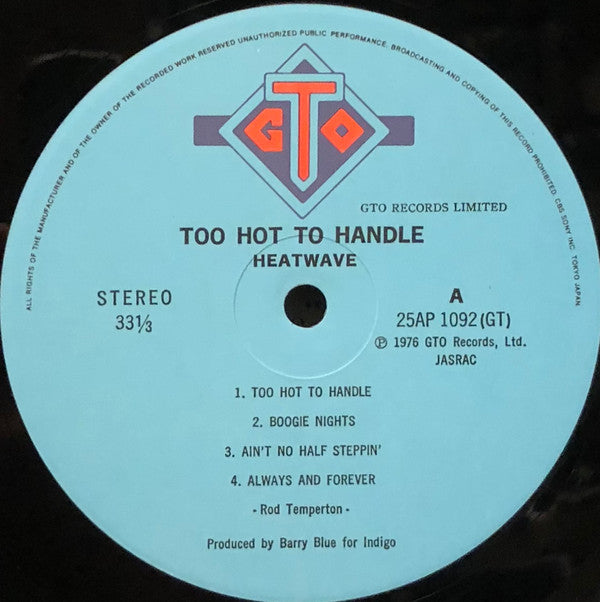 ALL RIGHTS OF THE MANUFACTURER AND OF THE OWNER OF THE RECORDED WORK RESERVED UNAUTHORIZED PUBLIC PERFORMANCE, BROADCASTING AND COPYING OF THIS RECORD PROHIBITED. CBS SONY INC. TOKYO JAPAN
GTO
GTO RECORDS LIMITED
TOO HOT TO HANDLE
HEATWAVE
STEREO
33⅓
A
25AP 1092(GT)
℗ 1976 GTO Records, Ltd.
JASRAC
1. TOO HOT TO HANDLE
2. BOOGIE NIGHTS
3. AIN'T NO HALF STEPPIN'
4. ALWAYS AND FOREVER
- Rod Temperton -
Produced by Barry Blue for Indigo